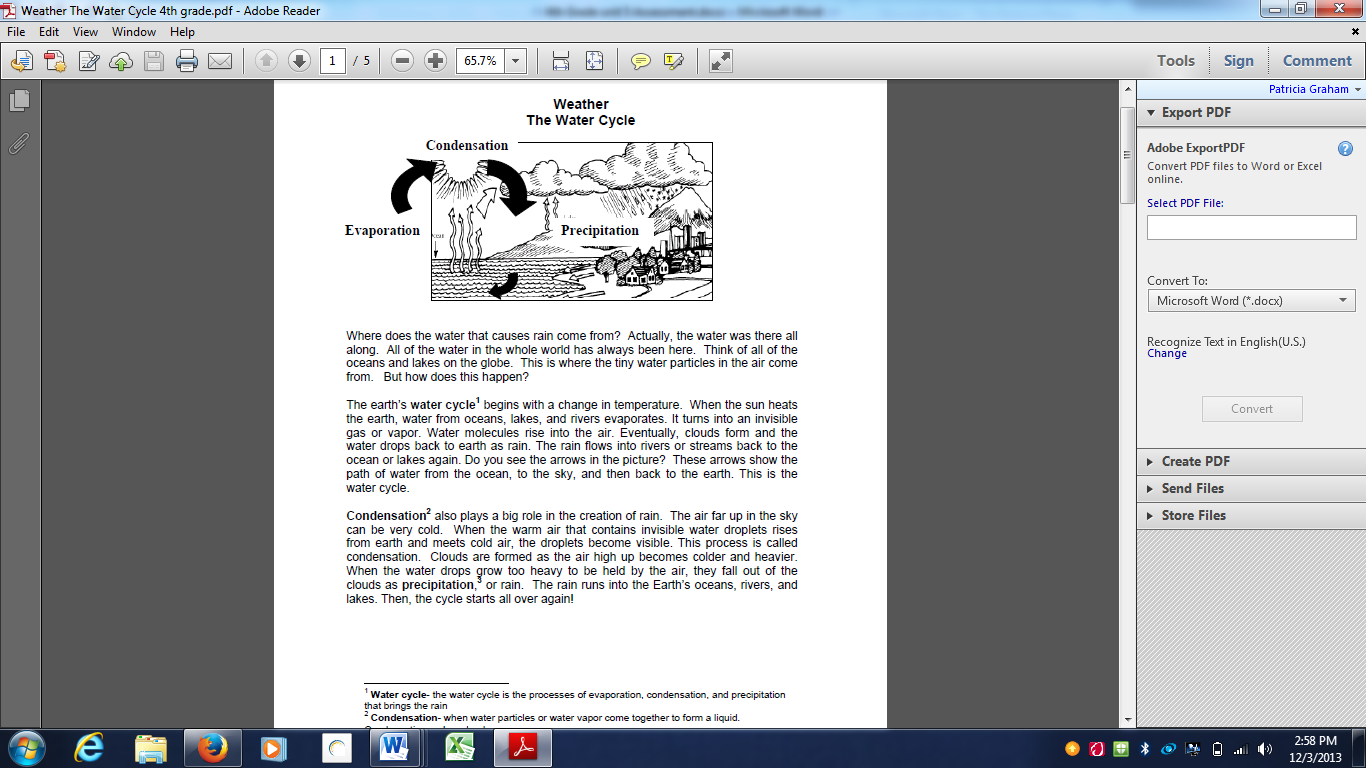 Weather The Water Cycle 4th grade.pdf - Adobe Reader
File Edit View Window Help
1 / 5 65.7% Tools Sign Comment
Patricia Graham
Export PDF
Adobe ExportPDF
Convert PDF files to Word or Excel
online.
Select PDF File:
Convert To:
Microsoft Word (*.docx)
Recognize Text in English(U.S.)
Change
Convert
Create PDF
Send Files
Store Files
Weather
The Water Cycle
Condensation
Evaporation
Precipitation
Where does the water that causes rain come from? Actually, the water was there all
along. All of the water in the whole world has always been here. Think of all of the
oceans and lakes on the globe. This is where the tiny water particles in the air come
from. But how does this happen?
The earth's water cycle1 begins with a change in temperature. When the sun heats
the earth, water from oceans, lakes, and rivers evaporates. It turns into an invisible
gas or vapor. Water molecules rise into the air. Eventually, clouds form and the
water drops back to earth as rain. The rain flows into rivers or streams back to the
ocean or lakes again. Do you see the arrows in the picture? These arrows show the
path of water from the ocean, to the sky, and then back to the earth. This is the
water cycle.
Condensation2 also plays a big role in the creation of rain. The air far up in the sky
can be very cold. When the warm air that contains invisible water droplets rises
from earth and meets cold air, the droplets become visible. This process is called
condensation. Clouds are formed as the air high up becomes colder and heavier.
When the water drops grow too heavy to be held by the air, they fall out of the
clouds as precipitation,3 or rain. The rain runs into the Earth's oceans, rivers, and
lakes. Then, the cycle starts all over again!
1 Water cycle- the water cycle is the processes of evaporation, condensation, and precipitation
that brings the rain
2 Condensation- when water particles or water vapor come together to form a liquid.
2:58 PM
12/3/2013